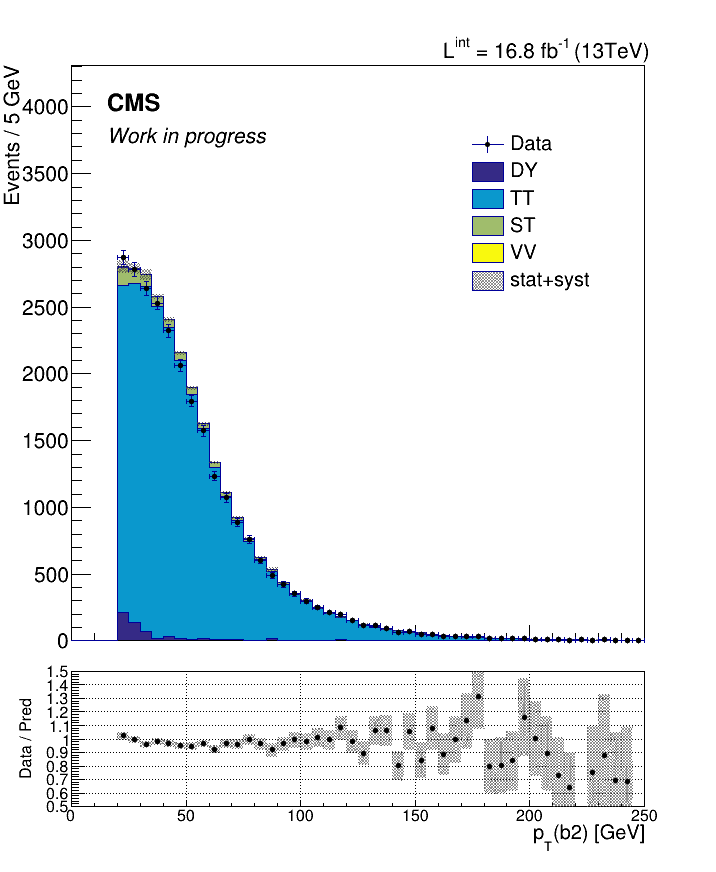 L^int = 16.8 fb^-1 (13TeV)
Events / 5 GeV
4000
3500
3000
2500
2000
1500
1000
500
0
CMS
Work in progress
Data
DY
TT
ST
VV
stat+syst
Data / Pred
1.5
1.4
1.3
1.2
1.1
1
0.9
0.8
0.7
0.6
0.5
0 50 100 150 200 250
p_T(b2) [GeV]